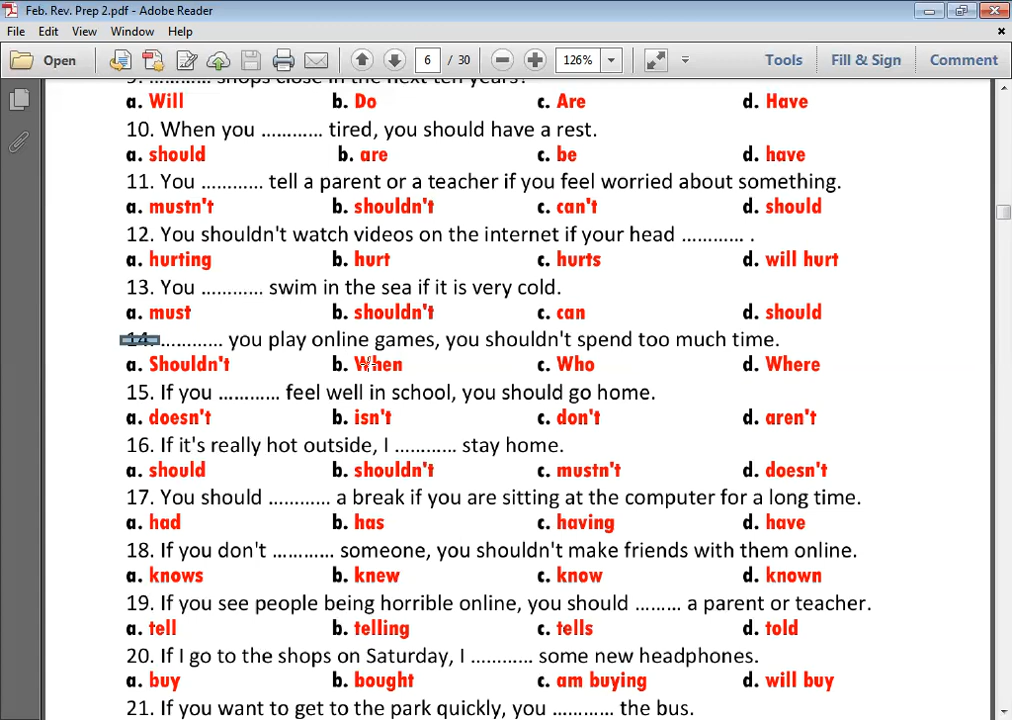 Feb. Rev. Prep 2.pdf - Adobe Reader
File Edit View Window Help
Open 6 / 30 126% Tools Fill & Sign Comment
9. ………… shops close in the next ten years?
a. Will b. Do c. Are d. Have
10. When you ………… tired, you should have a rest.
a. should b. are c. be d. have
11. You ………… tell a parent or a teacher if you feel worried about something.
a. mustn't b. shouldn't c. can't d. should
12. You shouldn't watch videos on the internet if your head ………… .
a. hurting b. hurt c. hurts d. will hurt
13. You ………… swim in the sea if it is very cold.
a. must b. shouldn't c. can d. should
14. ………… you play online games, you shouldn't spend too much time.
a. Shouldn't b. When c. Who d. Where
15. If you ………… feel well in school, you should go home.
a. doesn't b. isn't c. don't d. aren't
16. If it's really hot outside, I ………… stay home.
a. should b. shouldn't c. mustn't d. doesn't
17. You should ………… a break if you are sitting at the computer for a long time.
a. had b. has c. having d. have
18. If you don't ………… someone, you shouldn't make friends with them online.
a. knows b. knew c. know d. known
19. If you see people being horrible online, you should ……… a parent or teacher.
a. tell b. telling c. tells d. told
20. If I go to the shops on Saturday, I ………… some new headphones.
a. buy b. bought c. am buying d. will buy
21. If you want to get to the park quickly, you ………… the bus.